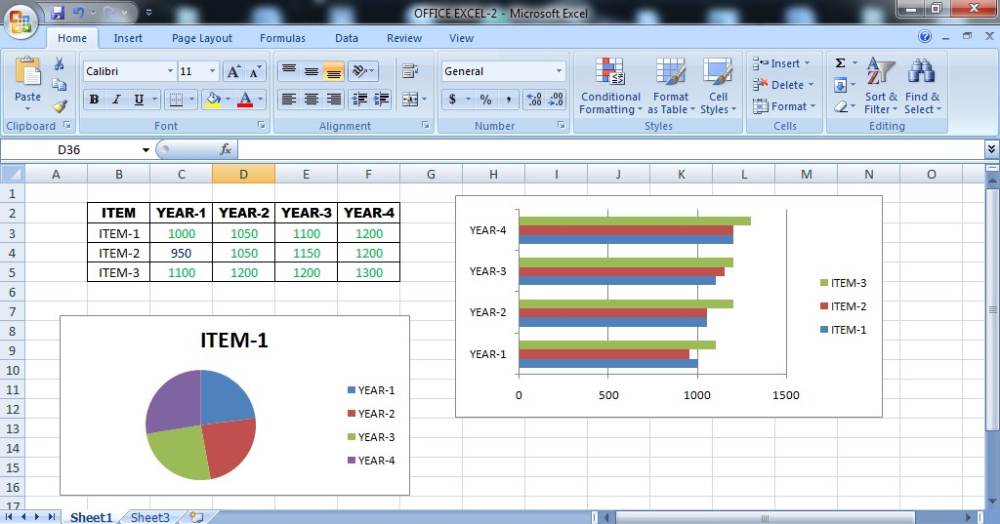 OFFICE EXCEL-2 - Microsoft Excel
Home Insert Page Layout Formulas Data Review View
Paste
Calibri 11 A A
B I U A
General
$ % , .0 .00 .00 .0
Conditional Formatting
Format as Table
Cell Styles
Insert
Delete
Format
Σ
Sort & Filter
Find & Select
Clipboard Font Alignment Number Styles Cells Editing
D36 fx
A B C D E F G H I J K L M N O
1
2 ITEM YEAR-1 YEAR-2 YEAR-3 YEAR-4
3 ITEM-1 1000 1050 1100 1200
4 ITEM-2 950 1050 1150 1200
5 ITEM-3 1100 1200 1200 1300
6
7
8
9
10
11
12
13
14
15
16
17
ITEM-1
YEAR-1
YEAR-2
YEAR-3
YEAR-4
YEAR-4
YEAR-3
YEAR-2
YEAR-1
0 500 1000 1500
ITEM-3
ITEM-2
ITEM-1
Sheet1 Sheet3